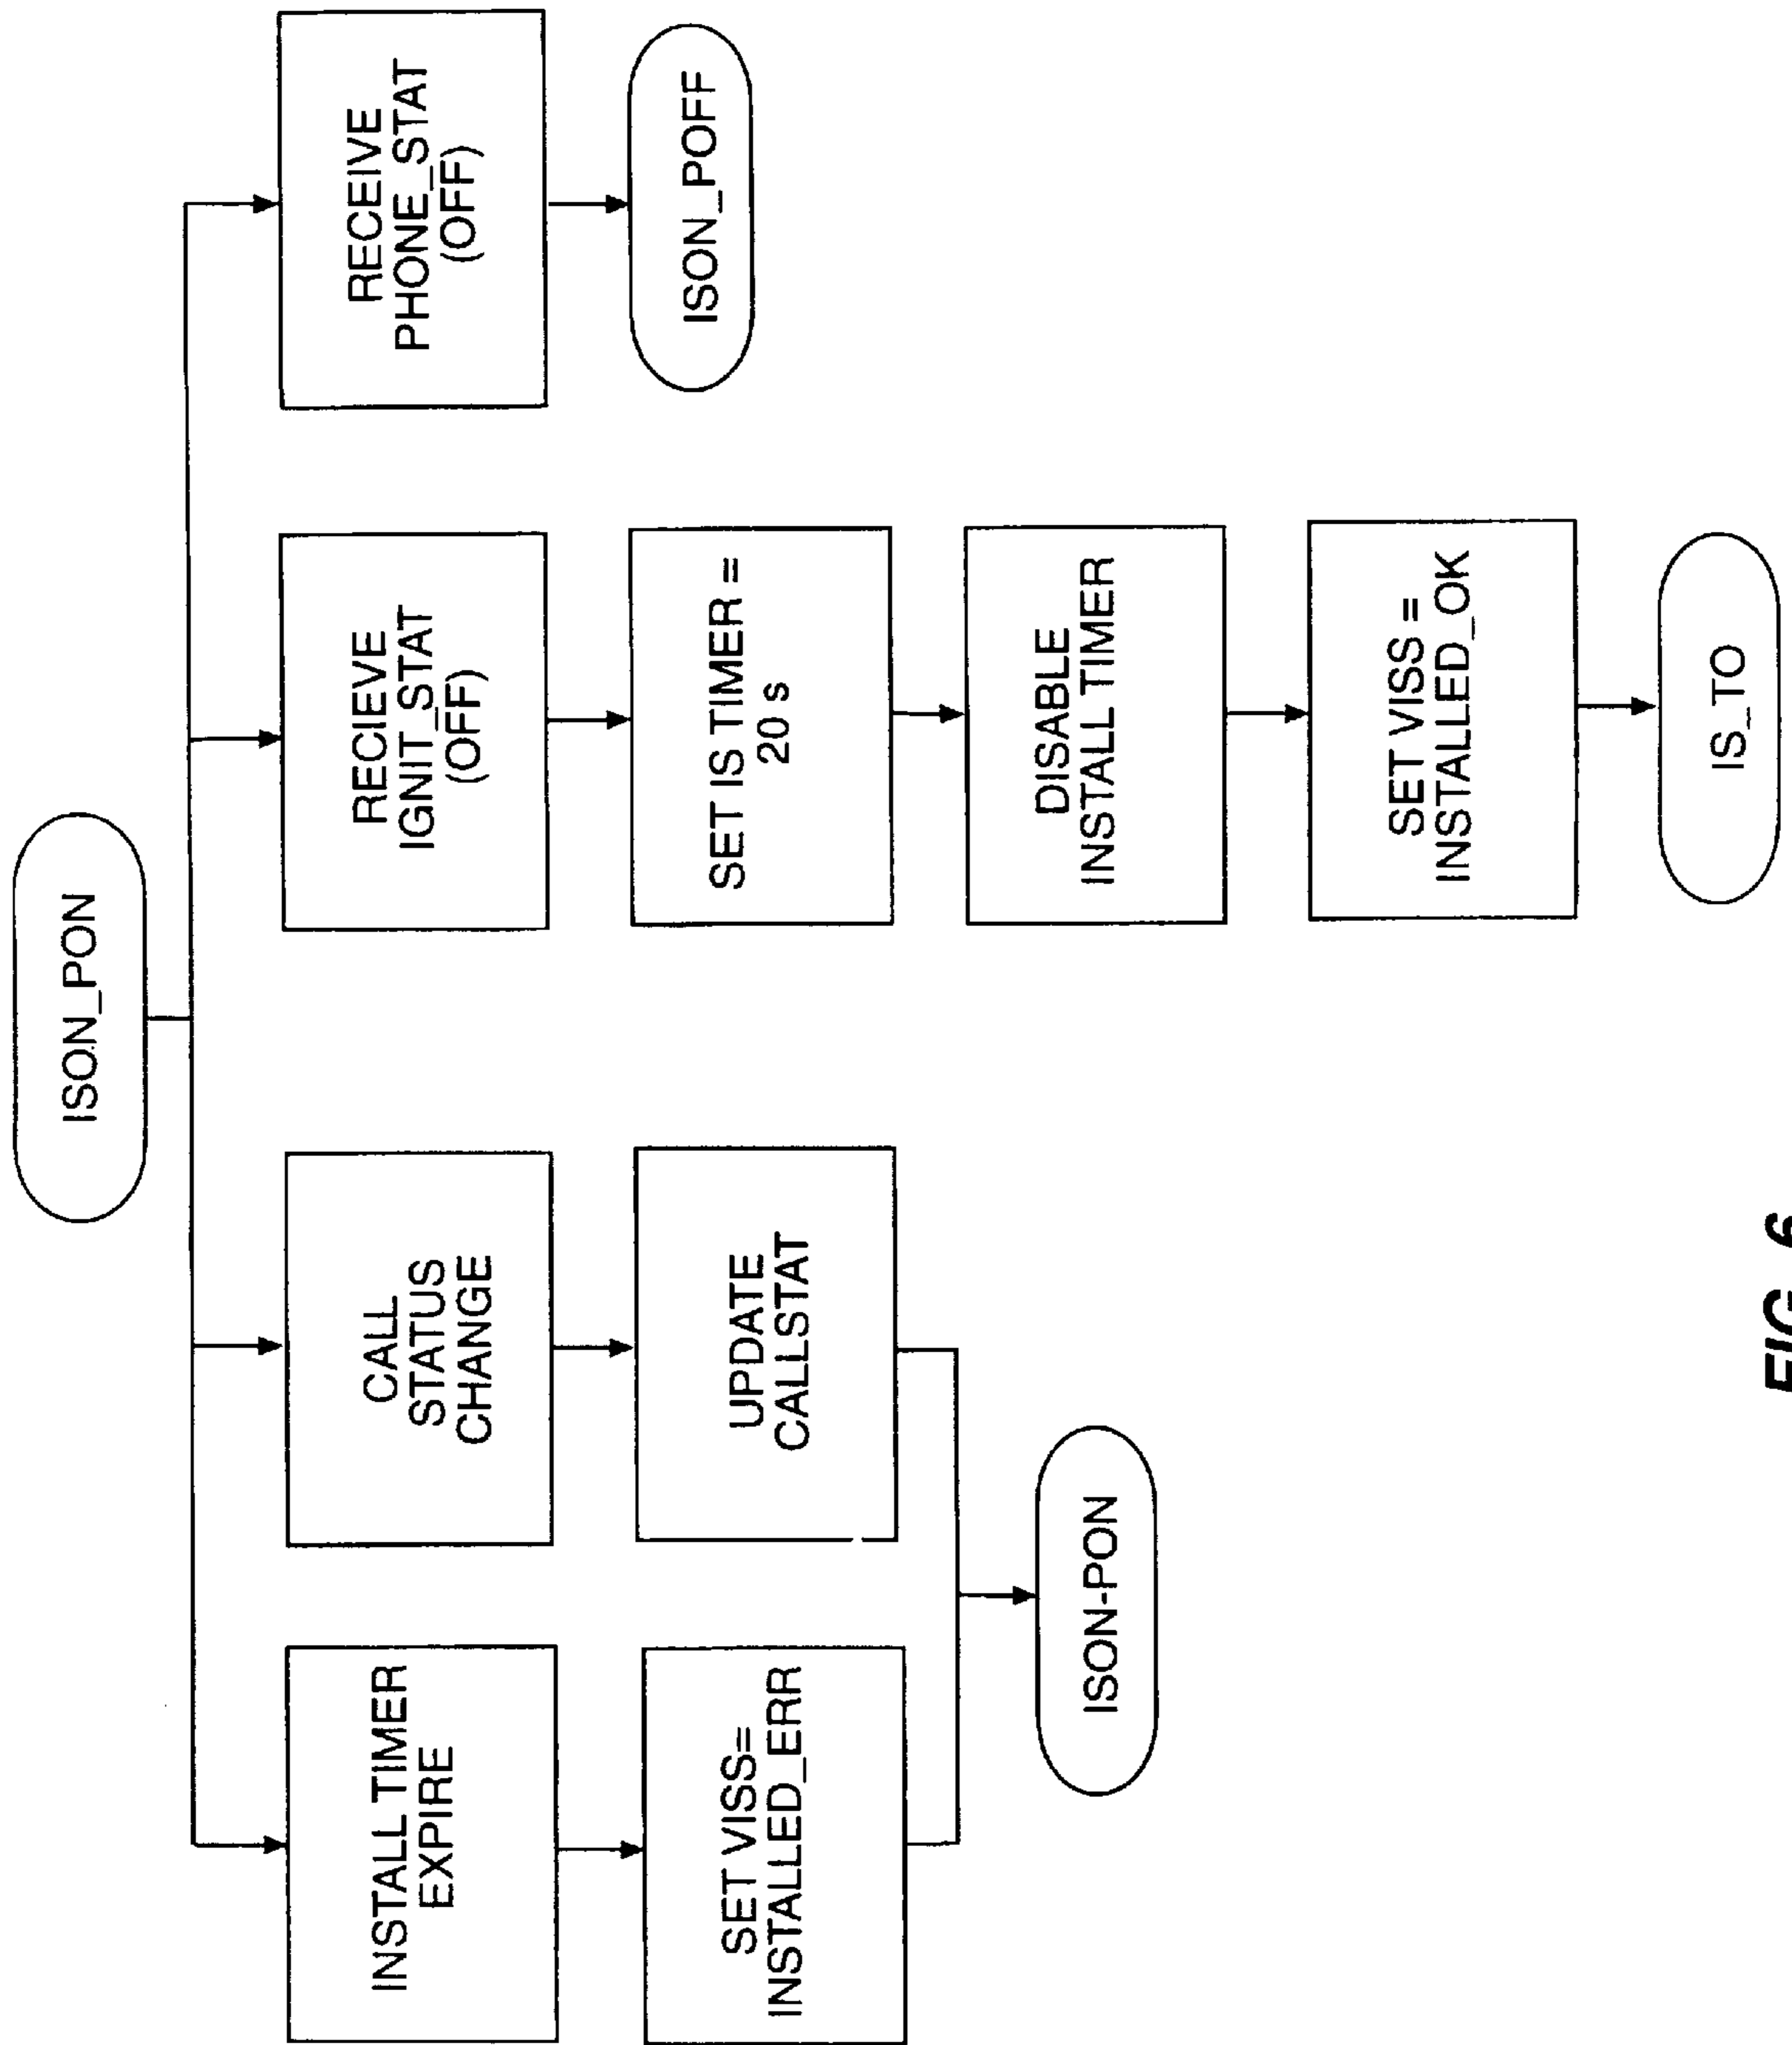 ISON_PON
INSTALL TIMER
EXPIRE
SET VISS=
INSTALLED_ERR
CALL
STATUS
CHANGE
UPDATE
CALLSTAT
ISON-PON
RECIEVE
IGNIT_STAT
(OFF)
SET IS TIMER =
20 s
DISABLE
INSTALL TIMER
SET VISS =
INSTALLED_OK
IS_TO
RECEIVE
PHONE_STAT
(OFF)
ISON_POFF
FIG. 6